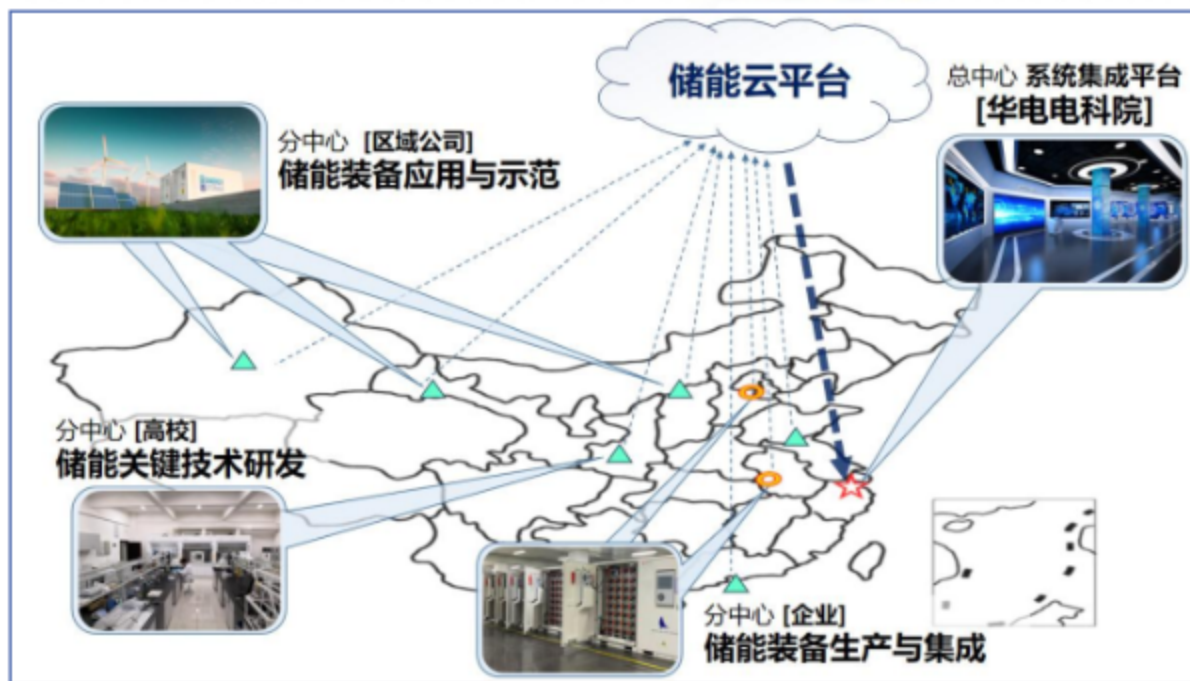 储能云平台
总中心 系统集成平台
[华电电科院]
分中心 [区域公司]
储能装备应用与示范
分中心 [高校]
储能关键技术研发
分中心 [企业]
储能装备生产与集成